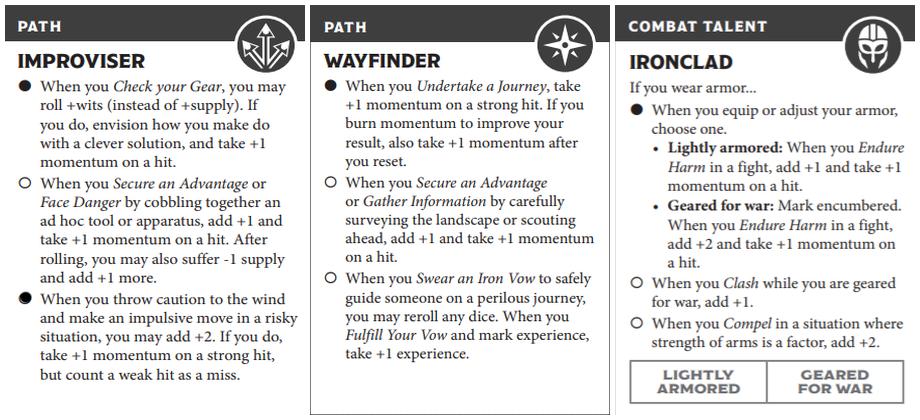 PATH
IMPROVISER
● When you Check your Gear, you may
roll +wits (instead of +supply). If
you do, envision how you make do
with a clever solution, and take +1
momentum on a hit.
○ When you Secure an Advantage or
Face Danger by cobbling together an
ad hoc tool or apparatus, add +1 and
take +1 momentum on a hit. After
rolling, you may also suffer -1 supply
and add +1 more.
● When you throw caution to the wind
and make an impulsive move in a risky
situation, you may add +2. If you do,
take +1 momentum on a strong hit,
but count a weak hit as a miss.
PATH
WAYFINDER
● When you Undertake a Journey, take
+1 momentum on a strong hit. If you
burn momentum to improve your
result, also take +1 momentum after
you reset.
○ When you Secure an Advantage
or Gather Information by carefully
surveying the landscape or scouting
ahead, add +1 and take +1 momentum
on a hit.
○ When you Swear an Iron Vow to safely
guide someone on a perilous journey,
you may reroll any dice. When you
Fulfill Your Vow and mark experience,
take +1 experience.
COMBAT TALENT
IRONCLAD
If you wear armor...
● When you equip or adjust your armor,
choose one.
• Lightly armored: When you Endure
Harm in a fight, add +1 and take +1
momentum on a hit.
• Geared for war: Mark encumbered.
When you Endure Harm in a fight,
add +2 and take +1 momentum on
a hit.
○ When you Clash while you are geared
for war, add +1.
○ When you Compel in a situation where
strength of arms is a factor, add +2.
LIGHTLY
ARMORED
GEARED
FOR WAR